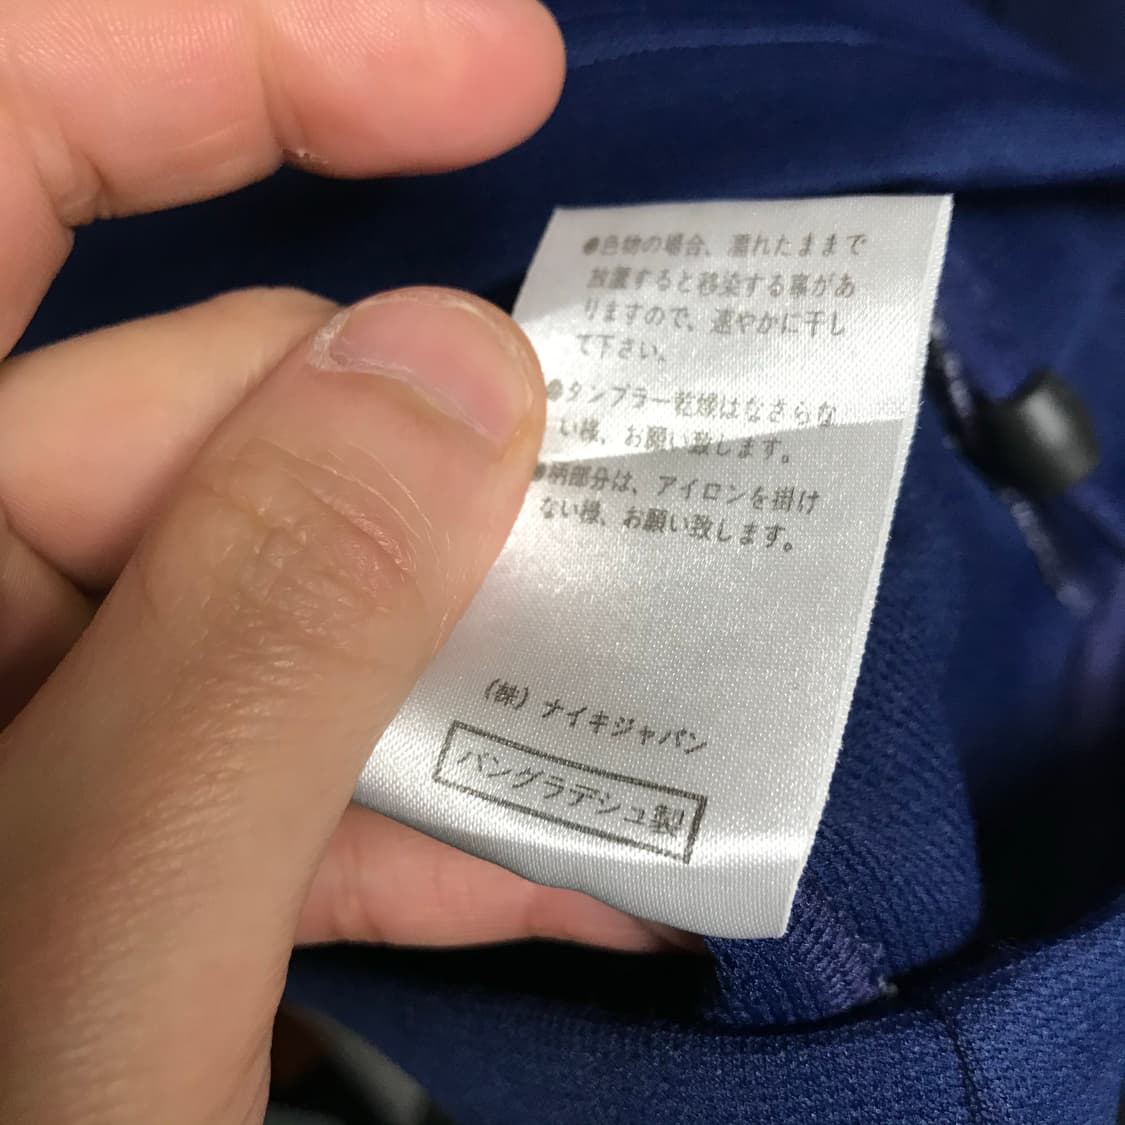 ●色物の場合、濡れたままで
放置すると移染する事があ
りますので、速やかに干し
て下さい。
●タンブラー乾燥はなさらな
い様、お願い致します。
●柄部分は、アイロンを掛け
ない様、お願い致します。
(株) ナイキジャパン
バングラデシュ製